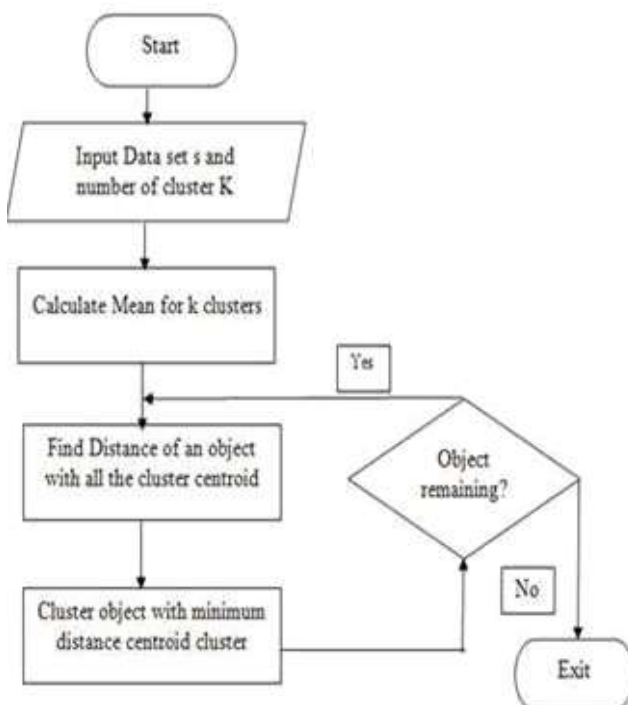 Start
Input Data set s and
number of cluster K
Calculate Mean for k clusters
Yes
Find Distance of an object
with all the cluster centroid
Object
remaining?
Cluster object with minimum
distance centroid cluster
No
Exit